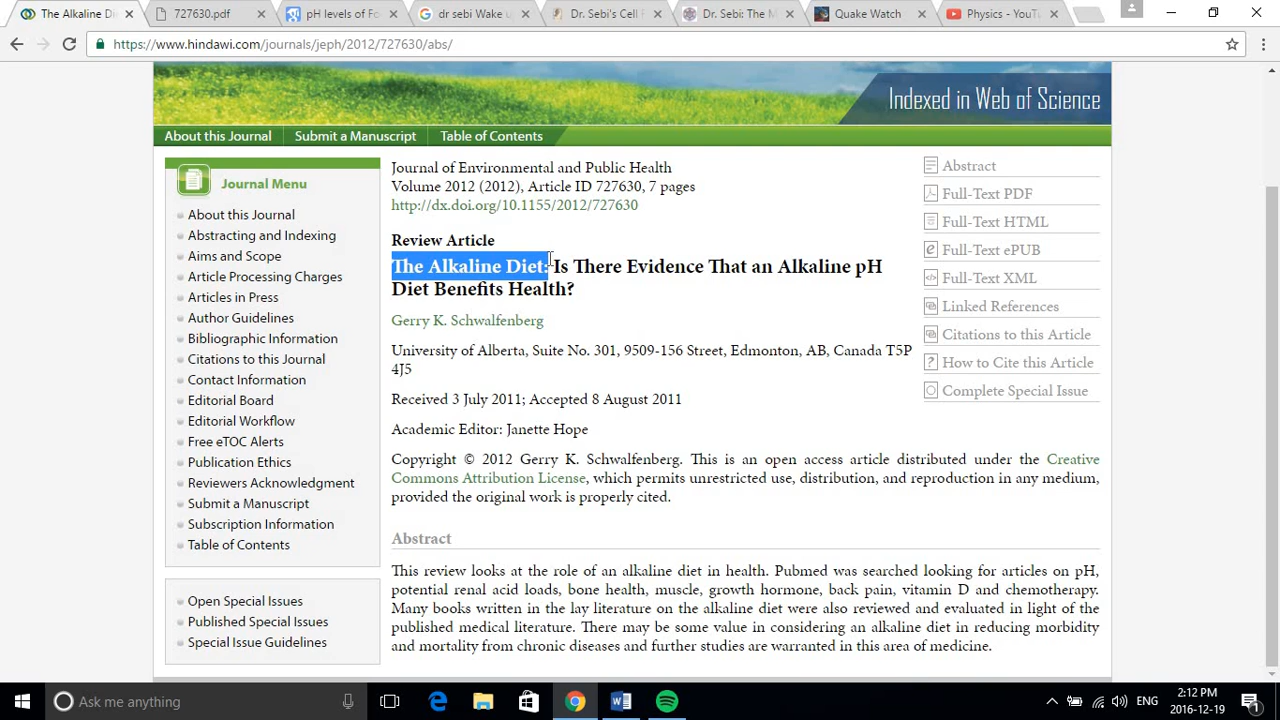 The Alkaline Di
727630.pdf
pH levels of Fo
dr sebi Wake u
Dr. Sebi's Cell F
Dr. Sebi: The M
Quake Watch
Physics - YouTu
https://www.hindawi.com/journals/jeph/2012/727630/abs/
Indexed in Web of Science
About this Journal Submit a Manuscript Table of Contents
Journal Menu
About this Journal
Abstracting and Indexing
Aims and Scope
Article Processing Charges
Articles in Press
Author Guidelines
Bibliographic Information
Citations to this Journal
Contact Information
Editorial Board
Editorial Workflow
Free eTOC Alerts
Publication Ethics
Reviewers Acknowledgment
Submit a Manuscript
Subscription Information
Table of Contents
Open Special Issues
Published Special Issues
Special Issue Guidelines
Journal of Environmental and Public Health
Volume 2012 (2012), Article ID 727630, 7 pages
http://dx.doi.org/10.1155/2012/727630
Review Article
The Alkaline Diet: Is There Evidence That an Alkaline pH
Diet Benefits Health?
Gerry K. Schwalfenberg
University of Alberta, Suite No. 301, 9509-156 Street, Edmonton, AB, Canada T5P
4J5
Received 3 July 2011; Accepted 8 August 2011
Academic Editor: Janette Hope
Copyright © 2012 Gerry K. Schwalfenberg. This is an open access article distributed under the Creative
Commons Attribution License, which permits unrestricted use, distribution, and reproduction in any medium,
provided the original work is properly cited.
Abstract
This review looks at the role of an alkaline diet in health. Pubmed was searched looking for articles on pH,
potential renal acid loads, bone health, muscle, growth hormone, back pain, vitamin D and chemotherapy.
Many books written in the lay literature on the alkaline diet were also reviewed and evaluated in light of the
published medical literature. There may be some value in considering an alkaline diet in reducing morbidity
and mortality from chronic diseases and further studies are warranted in this area of medicine.
Abstract
Full-Text PDF
Full-Text HTML
Full-Text ePUB
Full-Text XML
Linked References
Citations to this Article
How to Cite this Article
Complete Special Issue
Ask me anything
ENG
2:12 PM
2016-12-19